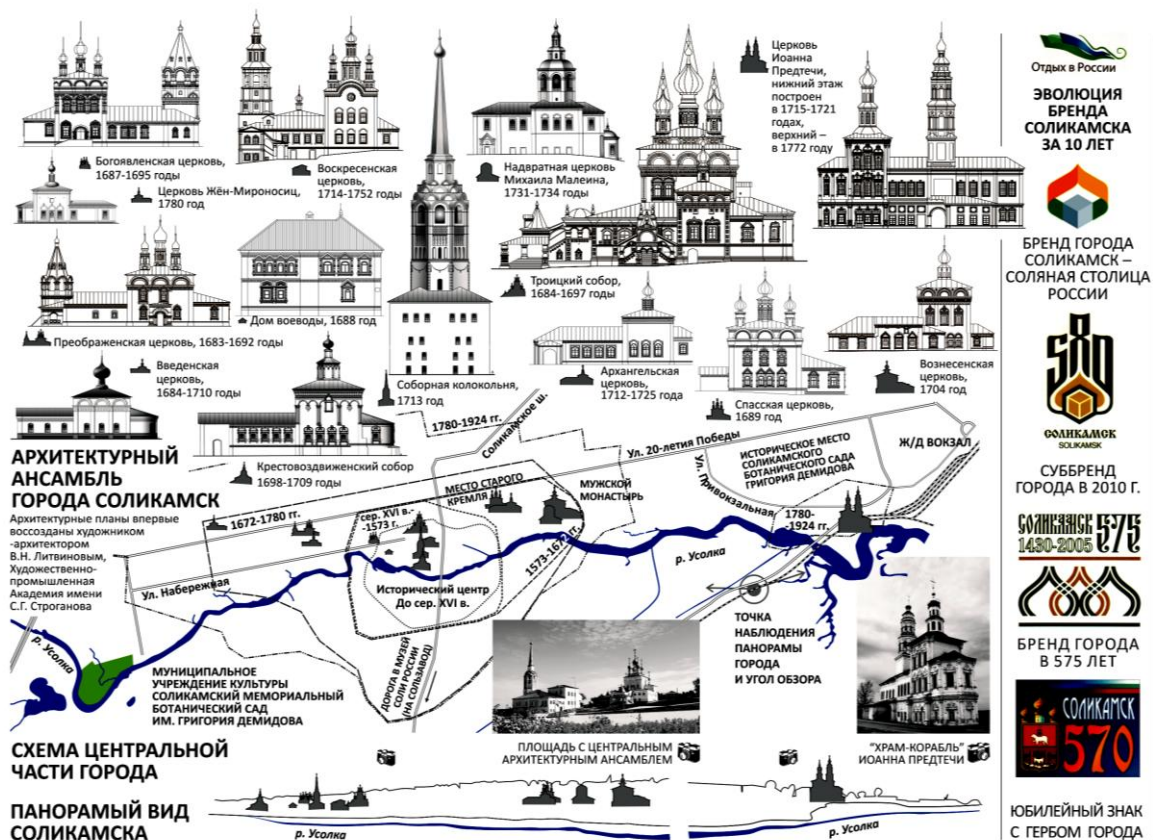 Богоявленская церковь,
1687-1695 годы
Церковь Жён-Мироносиц,
1780 год
Воскресенская
церковь,
1714-1752 годы
Надвратная церковь
Михаила Малеина,
1731-1734 годы
Церковь
Иоанна
Предтечи,
нижний этаж
построен
в 1715-1721
годах,
верхний –
в 1772 году
Преображенская церковь, 1683-1692 годы
Дом воеводы, 1688 год
Троицкий собор,
1684-1697 годы
Введенская
церковь,
1684-1710 годы
Соборная колокольня,
1713 год
Архангельская
церковь,
1712-1725 года
Спасская церковь,
1689 год
Вознесенская
церковь,
1704 год
Крестовоздвиженский собор
1698-1709 годы
АРХИТЕКТУРНЫЙ
АНСАМБЛЬ
ГОРОДА СОЛИКАМСК
Архитектурные планы впервые
воссозданы художником
-архитектором
В.Н. Литвиновым,
Художественно-
промышленная
Академия имени
С.Г. Строганова
1780-1924 гг.
Соликамское ш.
Ул. 20-летия Победы
Ул. Привокзальная
ИСТОРИЧЕСКОЕ МЕСТО
СОЛИКАМСКОГО
БОТАНИЧЕСКОГО САДА
ГРИГОРИЯ ДЕМИДОВА
Ж/Д ВОКЗАЛ
МЕСТО СТАРОГО
КРЕМЛЯ
МУЖСКОЙ
МОНАСТЫРЬ
1672-1780 гг.
сер. XVI в.-
-1573 г.
1573-1672 гг.
1780-
-1924 гг.
Ул. Набережная
Исторический центр
До сер. XVI в.
р. Усолка
р. Усолка
ДОРОГА В МУЗЕЙ
СОЛИ РОССИИ
(НА СОЛЬЗАВОД)
ТОЧКА
НАБЛЮДЕНИЯ
ПАНОРАМЫ
ГОРОДА
И УГОЛ ОБЗОРА
МУНИЦИПАЛЬНОЕ
УЧРЕЖДЕНИЕ КУЛЬТУРЫ
СОЛИКАМСКИЙ МЕМОРИАЛЬНЫЙ
БОТАНИЧЕСКИЙ САД
ИМ. ГРИГОРИЯ ДЕМИДОВА
СХЕМА ЦЕНТРАЛЬНОЙ
ЧАСТИ ГОРОДА
ПЛОЩАДЬ С ЦЕНТРАЛЬНЫМ
АРХИТЕКТУРНЫМ АНСАМБЛЕМ
"ХРАМ-КОРАБЛЬ"
ИОАННА ПРЕДТЕЧИ
ПАНОРАМЫЙ ВИД
СОЛИКАМСКА
р. Усолка
р. Усолка
Отдых в России
ЭВОЛЮЦИЯ
БРЕНДА
СОЛИКАМСКА
ЗА 10 ЛЕТ
БРЕНД ГОРОДА
СОЛИКАМСК –
СОЛЯНАЯ СТОЛИЦА
РОССИИ
СОЛИКАМСК
SOLIKAMSK
СУББРЕНД
ГОРОДА В 2010 Г.
СОЛИКАМСК 575
1430-2005
БРЕНД ГОРОДА
В 575 ЛЕТ
СОЛИКАМСК
570
ЮБИЛЕЙНЫЙ ЗНАК
С ГЕРБОМ ГОРОДА